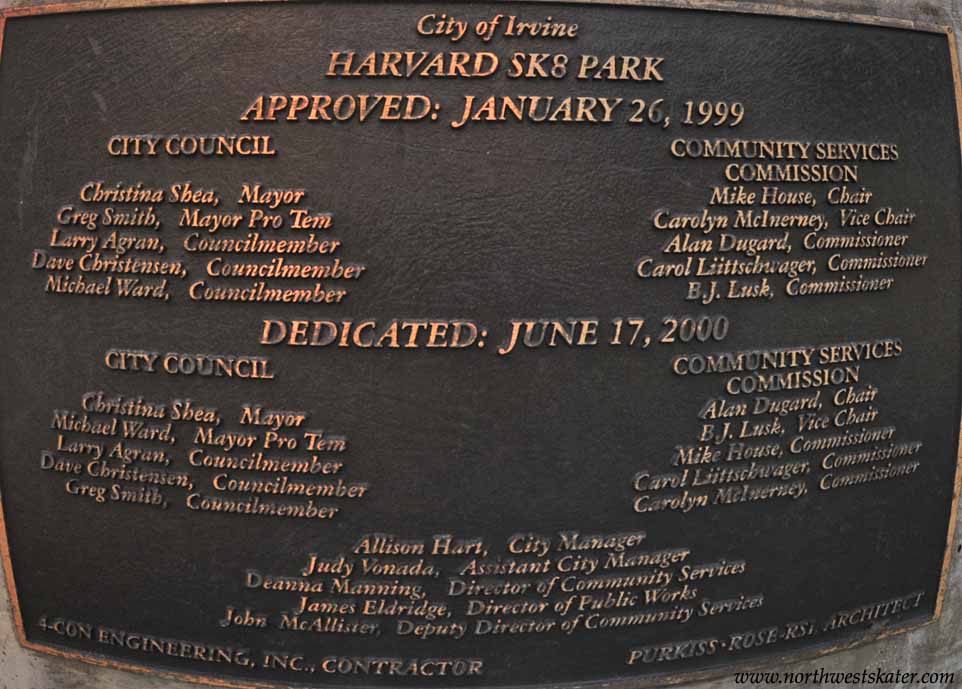 City of Irvine
HARVARD SK8 PARK
APPROVED: JANUARY 26, 1999
CITY COUNCIL
Christina Shea, Mayor
Greg Smith, Mayor Pro Tem
Larry Agran, Councilmember
Dave Christensen, Councilmember
Michael Ward, Councilmember
COMMUNITY SERVICES
COMMISSION
Mike House, Chair
Carolyn McInerney, Vice Chair
Alan Dugard, Commissioner
Carol Liittschwager, Commissioner
B.J. Lusk, Commissioner
DEDICATED: JUNE 17, 2000
CITY COUNCIL
Christina Shea, Mayor
Michael Ward, Mayor Pro Tem
Larry Agran, Councilmember
Dave Christensen, Councilmember
Greg Smith, Councilmember
COMMUNITY SERVICES
COMMISSION
Alan Dugard, Chair
B.J. Lusk, Vice Chair
Mike House, Commissioner
Carol Liittschwager, Commissioner
Carolyn McInerney, Commissioner
Allison Hart, City Manager
Judy Vonada, Assistant City Manager
Deanna Manning, Director of Community Services
James Eldridge, Director of Public Works
John McAllister, Deputy Director of Community Services
4-CON ENGINEERING, INC., CONTRACTOR
PURKISS·ROSE-RSI, ARCHITECT
www.northwestskater.com